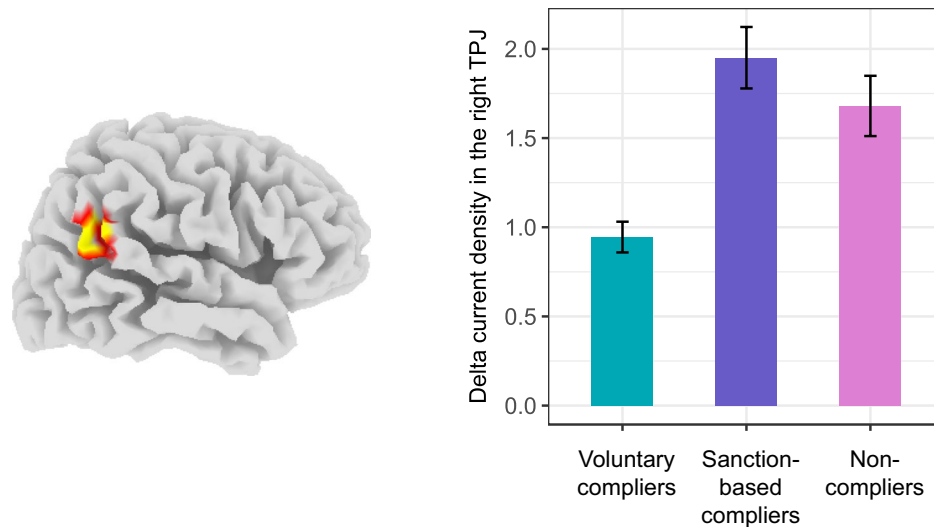 Delta current density in the right TPJ
2.0
1.5
1.0
0.5
0.0
Voluntary
compliers
Sanction-
based
compliers
Non-
compliers